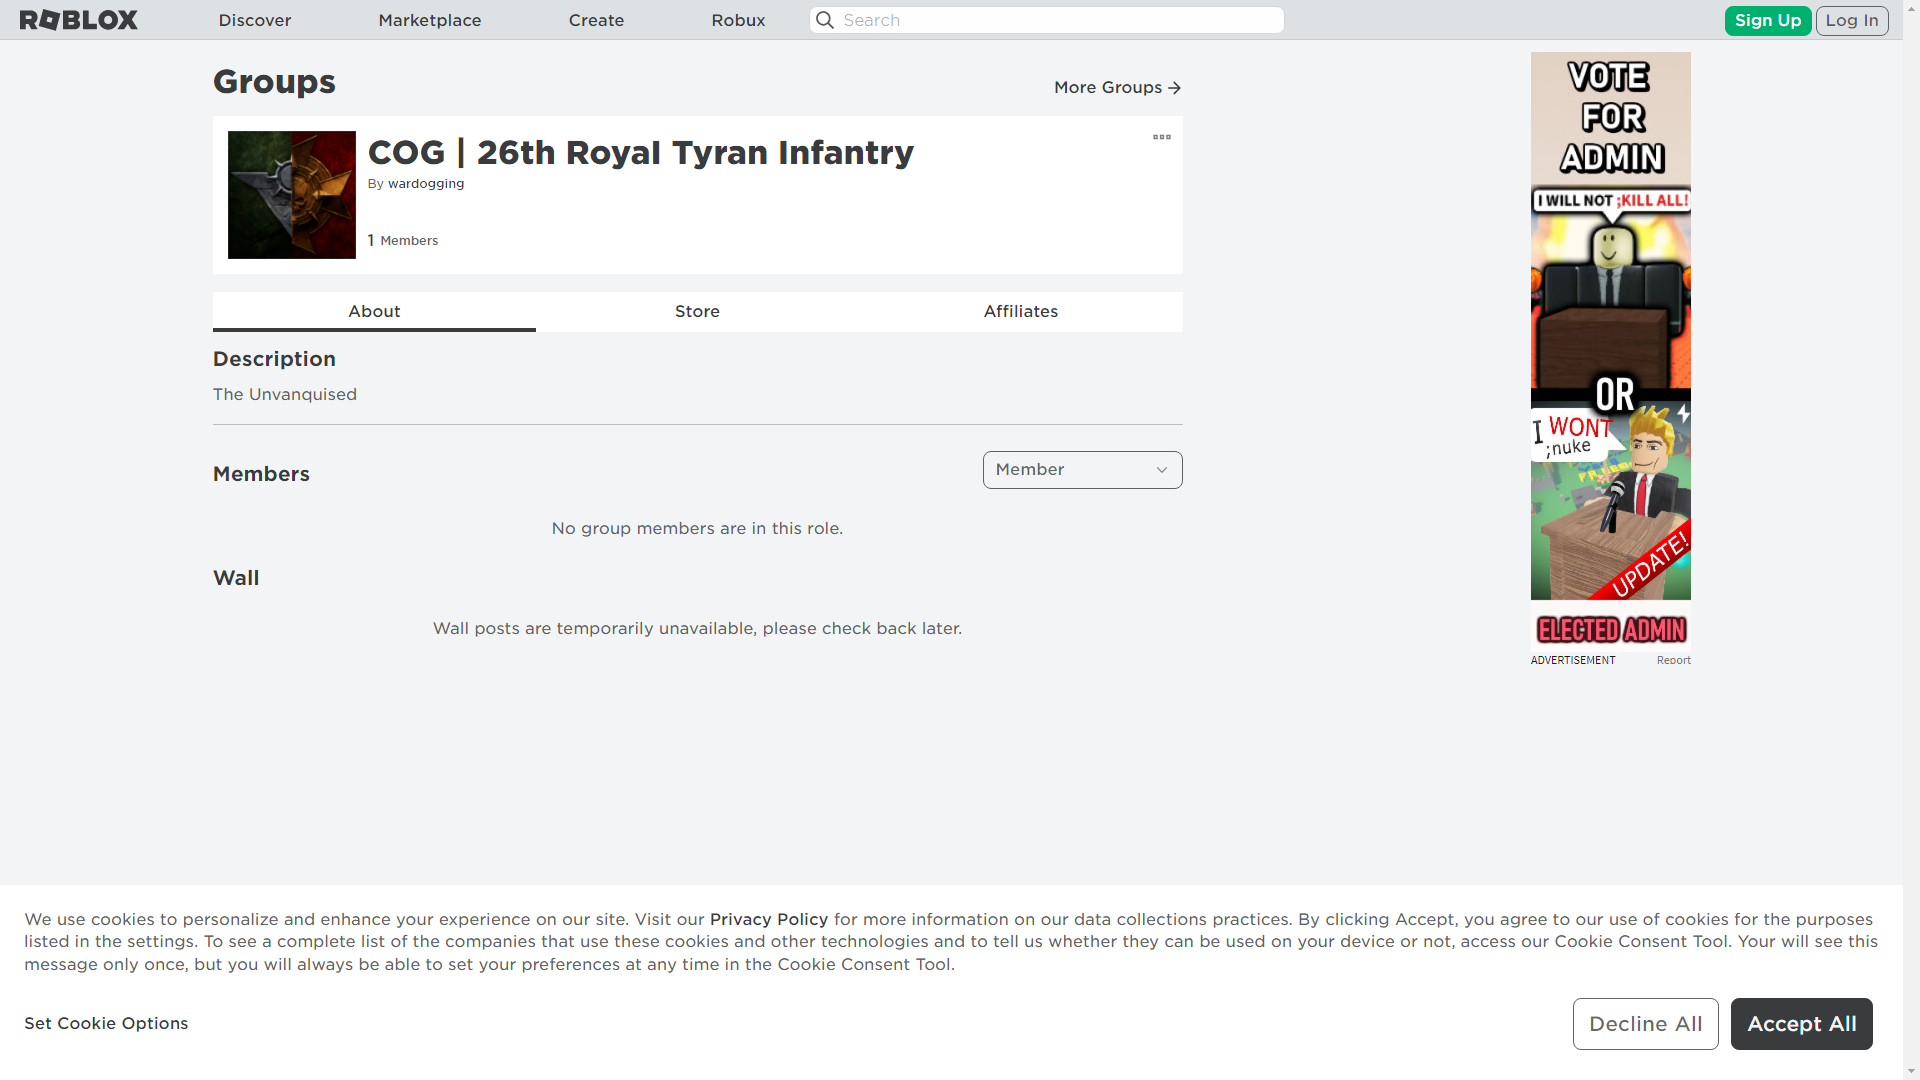 ROBLOX
Discover
Marketplace
Create
Robux
Search
Sign Up
Log In
Groups
More Groups
COG | 26th Royal Tyran Infantry
By wardogging
1 Members
About
Store
Affiliates
Description
The Unvanquised
Members
Member
No group members are in this role.
Wall
Wall posts are temporarily unavailable, please check back later.
VOTE
FOR
ADMIN
I WILL NOT ;KILL ALL!
OR
I WONT
;nuke
UPDATE!
ELECTED ADMIN
ADVERTISEMENT
Report
We use cookies to personalize and enhance your experience on our site. Visit our Privacy Policy for more information on our data collections practices. By clicking Accept, you agree to our use of cookies for the purposes
listed in the settings. To see a complete list of the companies that use these cookies and other technologies and to tell us whether they can be used on your device or not, access our Cookie Consent Tool. Your will see this
message only once, but you will always be able to set your preferences at any time in the Cookie Consent Tool.
Set Cookie Options
Decline All
Accept All